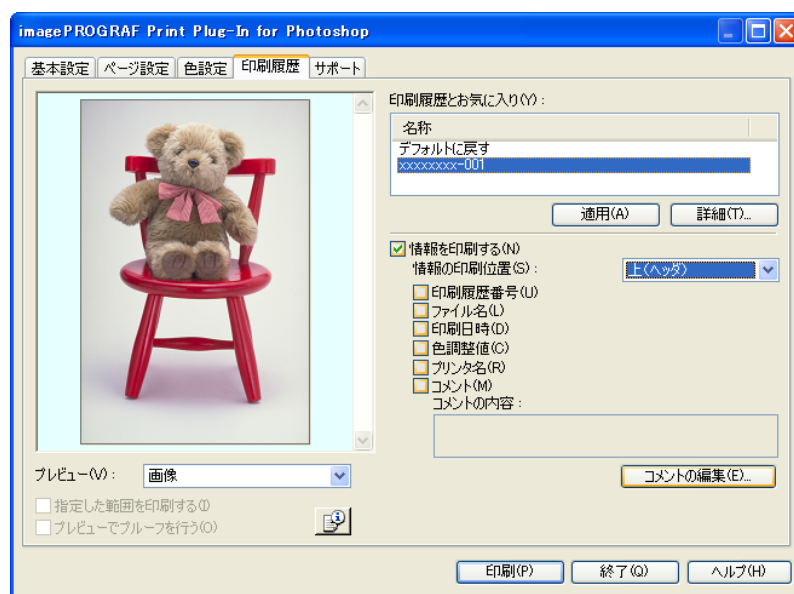 imagePROGRAF Print Plug-In for Photoshop
基本設定 ページ設定 色設定 印刷履歴 サポート
印刷履歴とお気に入り(Y) :
名称
デフォルトに戻す
xxxxxxxx-001
適用(A) 詳細(T)...
情報を印刷する(N)
情報の印刷位置(S) : 上(ヘッダ)
印刷履歴番号(U)
ファイル名(L)
印刷日時(D)
色調整値(C)
プリンタ名(R)
コメント(M)
コメントの内容 :
プレビュー(V) : 画像
コメントの編集(E)...
指定した範囲を印刷する(I)
プレビューでプルーフを行う(O)
印刷(P) 終了(Q) ヘルプ(H)